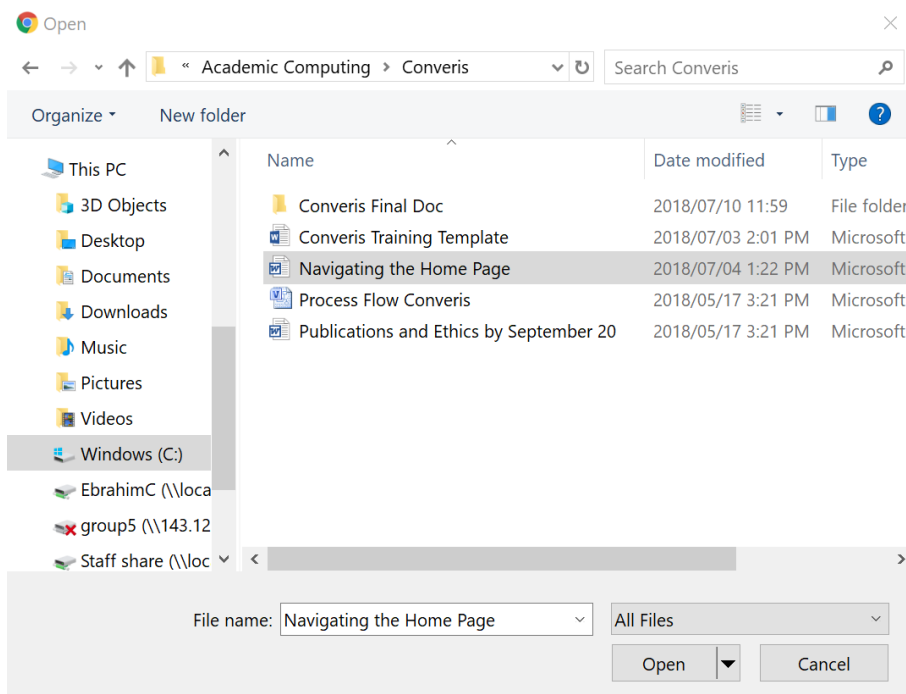 Open
« Academic Computing › Converis
Search Converis
Organize
New folder
?
Name
Date modified
Type
This PC
3D Objects
Desktop
Documents
Downloads
Music
Pictures
Videos
Windows (C:)
EbrahimC (\\loca
group5 (\\143.12
Staff share (\\loc
Converis Final Doc 2018/07/10 11:59 File folder
Converis Training Template 2018/07/03 2:01 PM Microsoft
Navigating the Home Page 2018/07/04 1:22 PM Microsoft
Process Flow Converis 2018/05/17 3:21 PM Microsoft
Publications and Ethics by September 20 2018/05/17 3:21 PM Microsoft
File name: Navigating the Home Page
All Files
Open
Cancel